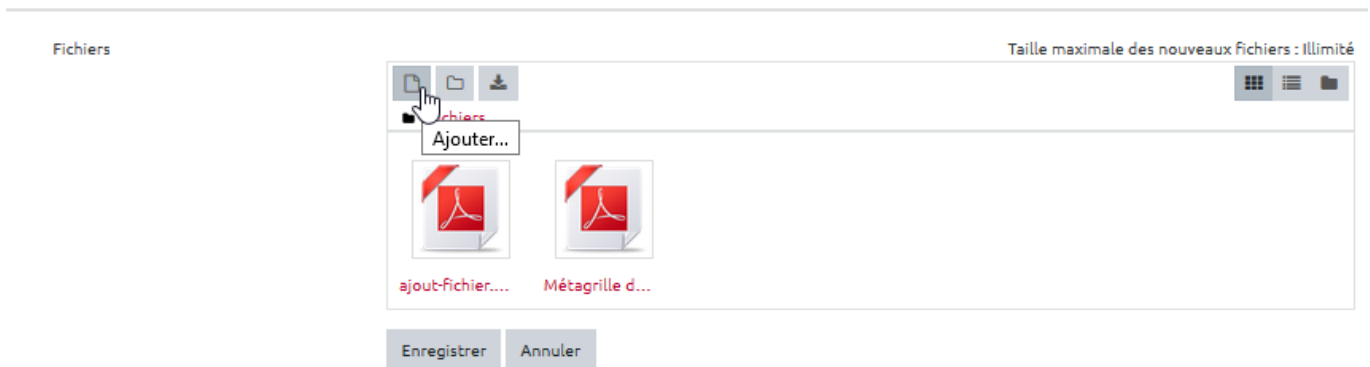 Fichiers
Taille maximale des nouveaux fichiers : Illimité
Ajouter...
ajout-fichier....
Métagrille d...
Enregistrer
Annuler